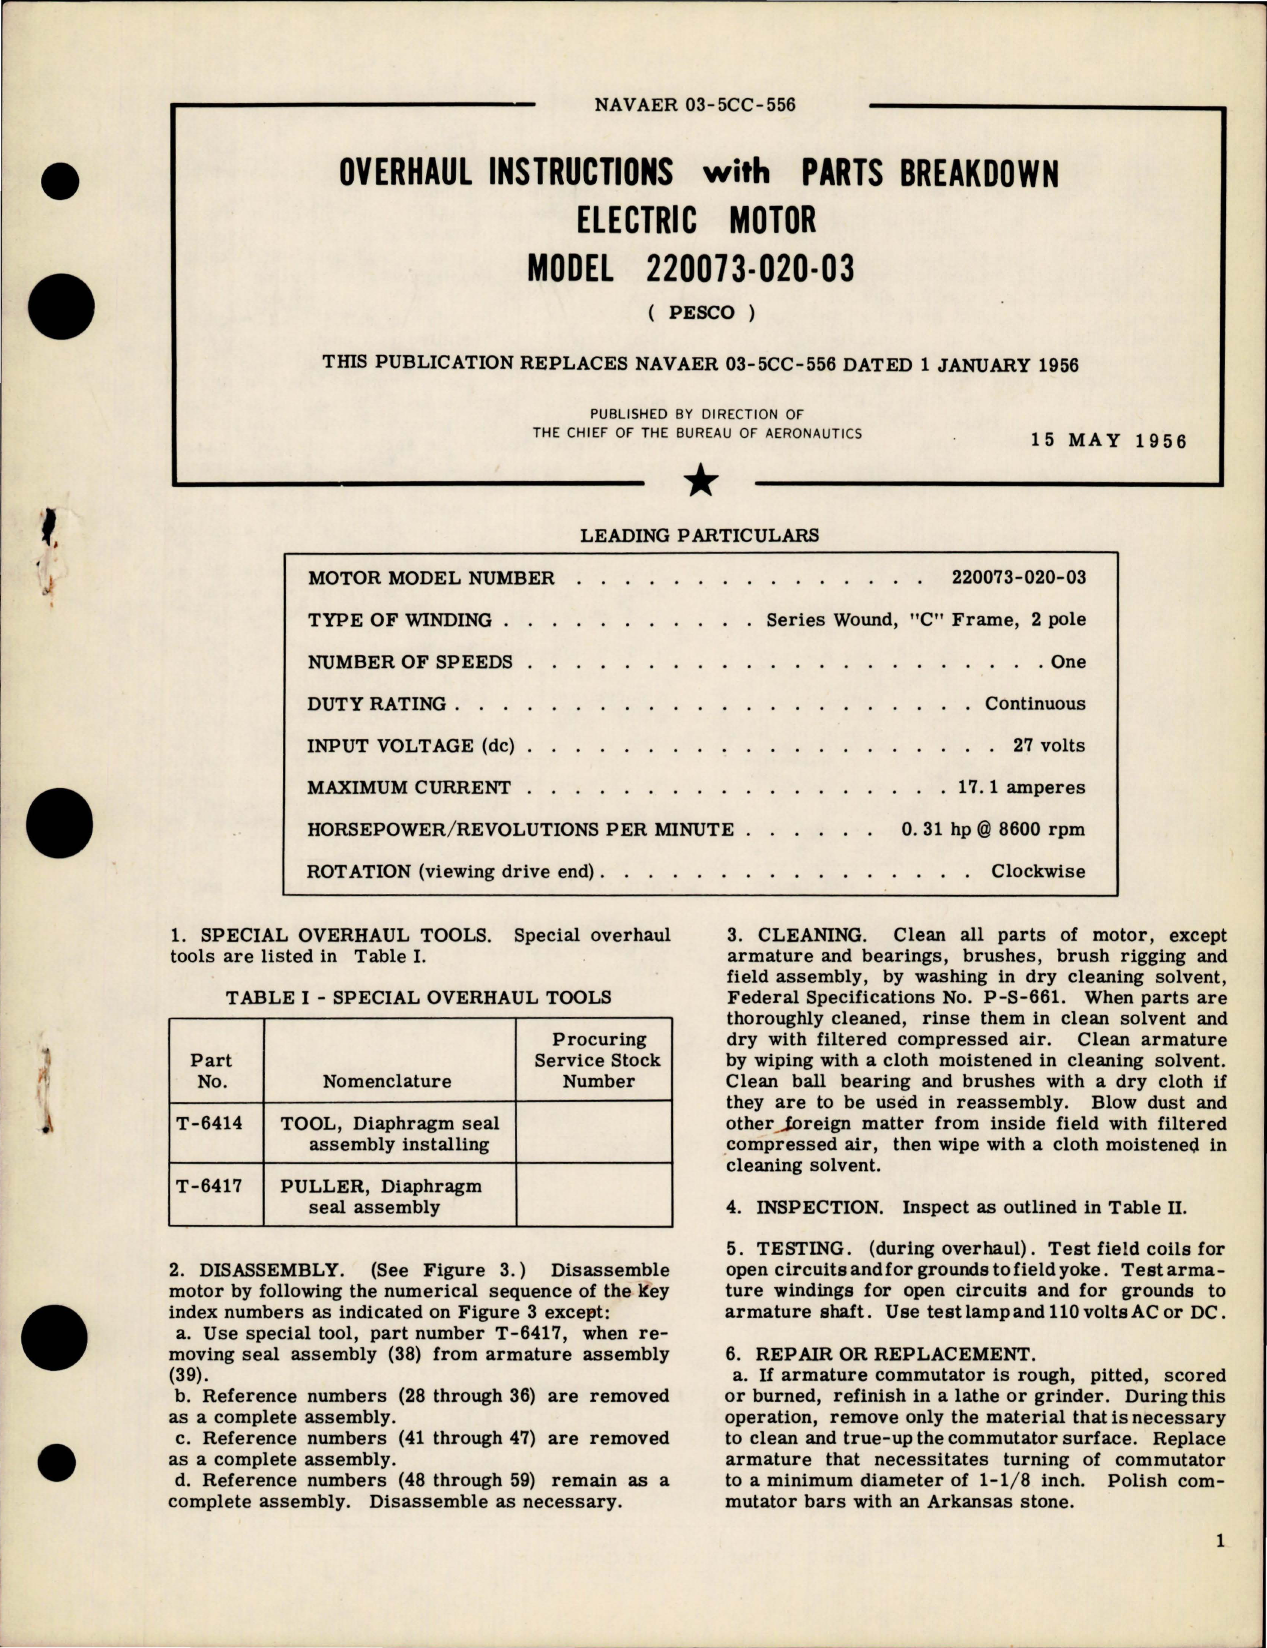 NAVAER 03-5CC-556
OVERHAUL INSTRUCTIONS with PARTS BREAKDOWN
ELECTRIC MOTOR
MODEL 220073-020-03
( PESCO )
THIS PUBLICATION REPLACES NAVAER 03-5CC-556 DATED 1 JANUARY 1956
PUBLISHED BY DIRECTION OF
THE CHIEF OF THE BUREAU OF AERONAUTICS
15 MAY 1956
LEADING PARTICULARS
MOTOR MODEL NUMBER . . . . . . . . . . . . . . . 220073-020-03
TYPE OF WINDING . . . . . . . . . . . Series Wound, "C" Frame, 2 pole
NUMBER OF SPEEDS . . . . . . . . . . . . . . . . . . . . . . One
DUTY RATING . . . . . . . . . . . . . . . . . . . . . . Continuous
INPUT VOLTAGE (dc) . . . . . . . . . . . . . . . . . . . . 27 volts
MAXIMUM CURRENT . . . . . . . . . . . . . . . . . . 17.1 amperes
HORSEPOWER/REVOLUTIONS PER MINUTE . . . . . . 0.31 hp @ 8600 rpm
ROTATION (viewing drive end) . . . . . . . . . . . . . . . . Clockwise
1. SPECIAL OVERHAUL TOOLS. Special overhaul
tools are listed in Table I.
TABLE I - SPECIAL OVERHAUL TOOLS
Part No. Nomenclature Procuring Service Stock Number
T-6414 TOOL, Diaphragm seal
assembly installing
T-6417 PULLER, Diaphragm
seal assembly
2. DISASSEMBLY. (See Figure 3.) Disassemble
motor by following the numerical sequence of the Key
index numbers as indicated on Figure 3 except:
a. Use special tool, part number T-6417, when re-
moving seal assembly (38) from armature assembly
(39).
b. Reference numbers (28 through 36) are removed
as a complete assembly.
c. Reference numbers (41 through 47) are removed
as a complete assembly.
d. Reference numbers (48 through 59) remain as a
complete assembly. Disassemble as necessary.
3. CLEANING. Clean all parts of motor, except
armature and bearings, brushes, brush rigging and
field assembly, by washing in dry cleaning solvent,
Federal Specifications No. P-S-661. When parts are
thoroughly cleaned, rinse them in clean solvent and
dry with filtered compressed air. Clean armature
by wiping with a cloth moistened in cleaning solvent.
Clean ball bearing and brushes with a dry cloth if
they are to be used in reassembly. Blow dust and
other foreign matter from inside field with filtered
compressed air, then wipe with a cloth moistened in
cleaning solvent.
4. INSPECTION. Inspect as outlined in Table II.
5. TESTING. (during overhaul). Test field coils for
open circuits and for grounds to field yoke. Test arma-
ture windings for open circuits and for grounds to
armature shaft. Use test lamp and 110 volts AC or DC.
6. REPAIR OR REPLACEMENT.
a. If armature commutator is rough, pitted, scored
or burned, refinish in a lathe or grinder. During this
operation, remove only the material that is necessary
to clean and true-up the commutator surface. Replace
armature that necessitates turning of commutator
to a minimum diameter of 1-1/8 inch. Polish com-
mutator bars with an Arkansas stone.
1